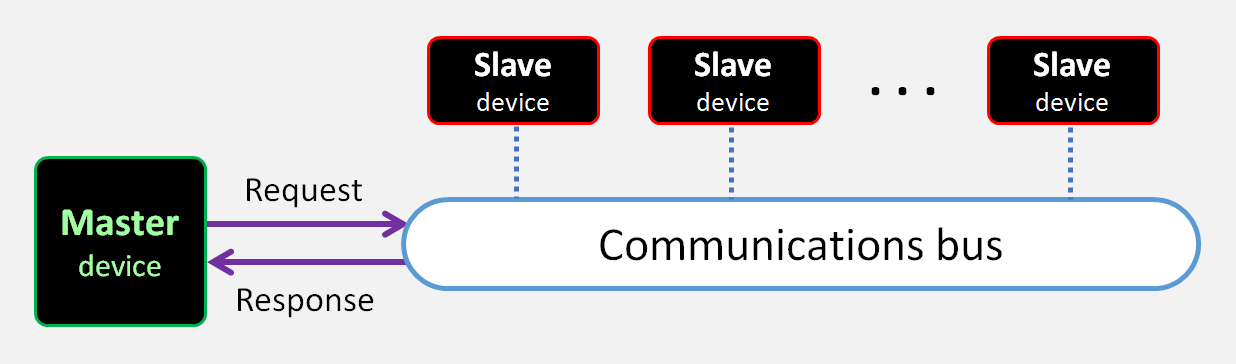 Slave
device
Slave
device
. . .
Slave
device
Master
device
Request
Response
Communications bus